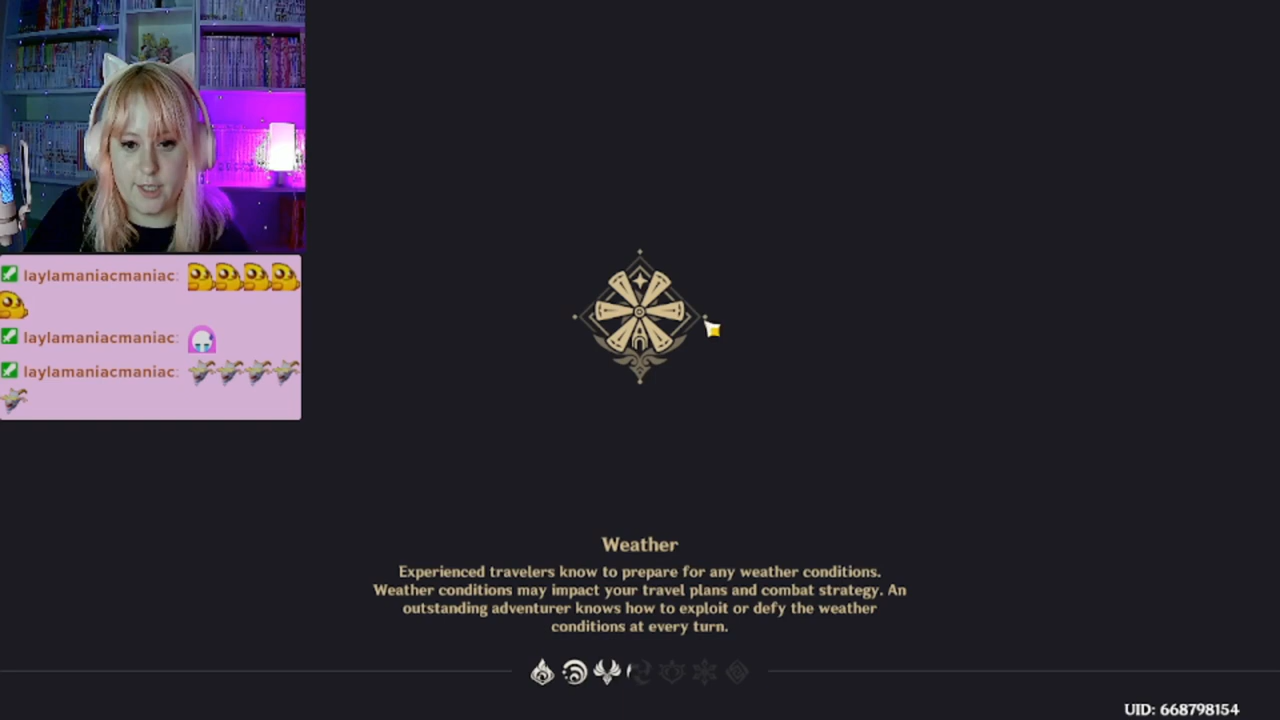 laylamaniacmaniac:
laylamaniacmaniac:
laylamaniacmaniac:
Weather
Experienced travelers know to prepare for any weather conditions.
Weather conditions may impact your travel plans and combat strategy. An
outstanding adventurer knows how to exploit or defy the weather
conditions at every turn.
UID: 668798154